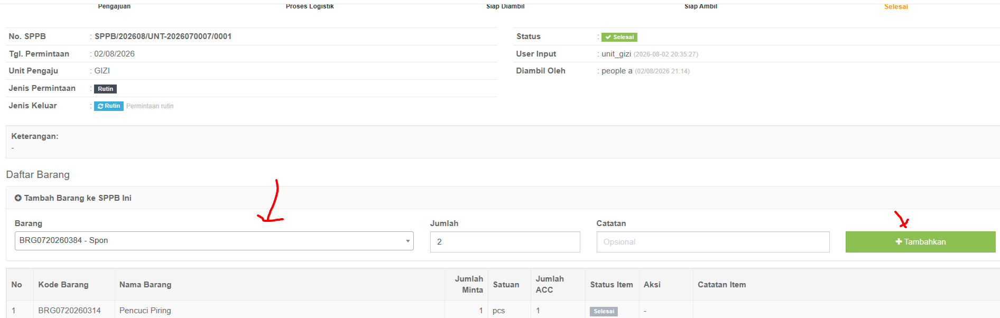 Pengajuan Proses Logistik Siap Diambil Siap Ambil Selesai
No. SPPB : SPPB/202608/UNT-2026070007/0001
Tgl. Permintaan : 02/08/2026
Unit Pengaju : GIZI
Jenis Permintaan : Rutin
Jenis Keluar : Rutin Permintaan rutin
Status : Selesai
User Input : unit_gizi (2026-08-02 20:35:27)
Diambil Oleh : people a (02/08/2026 21:14)
Keterangan:
-
Daftar Barang
Tambah Barang ke SPPB Ini
Barang Jumlah Catatan
BRG0720260384 - Spon 2 Opsional Tambahkan
No Kode Barang Nama Barang Jumlah Minta Satuan Jumlah ACC Status Item Aksi Catatan Item
1 BRG0720260314 Pencuci Piring 1 pcs 1 Selesai -